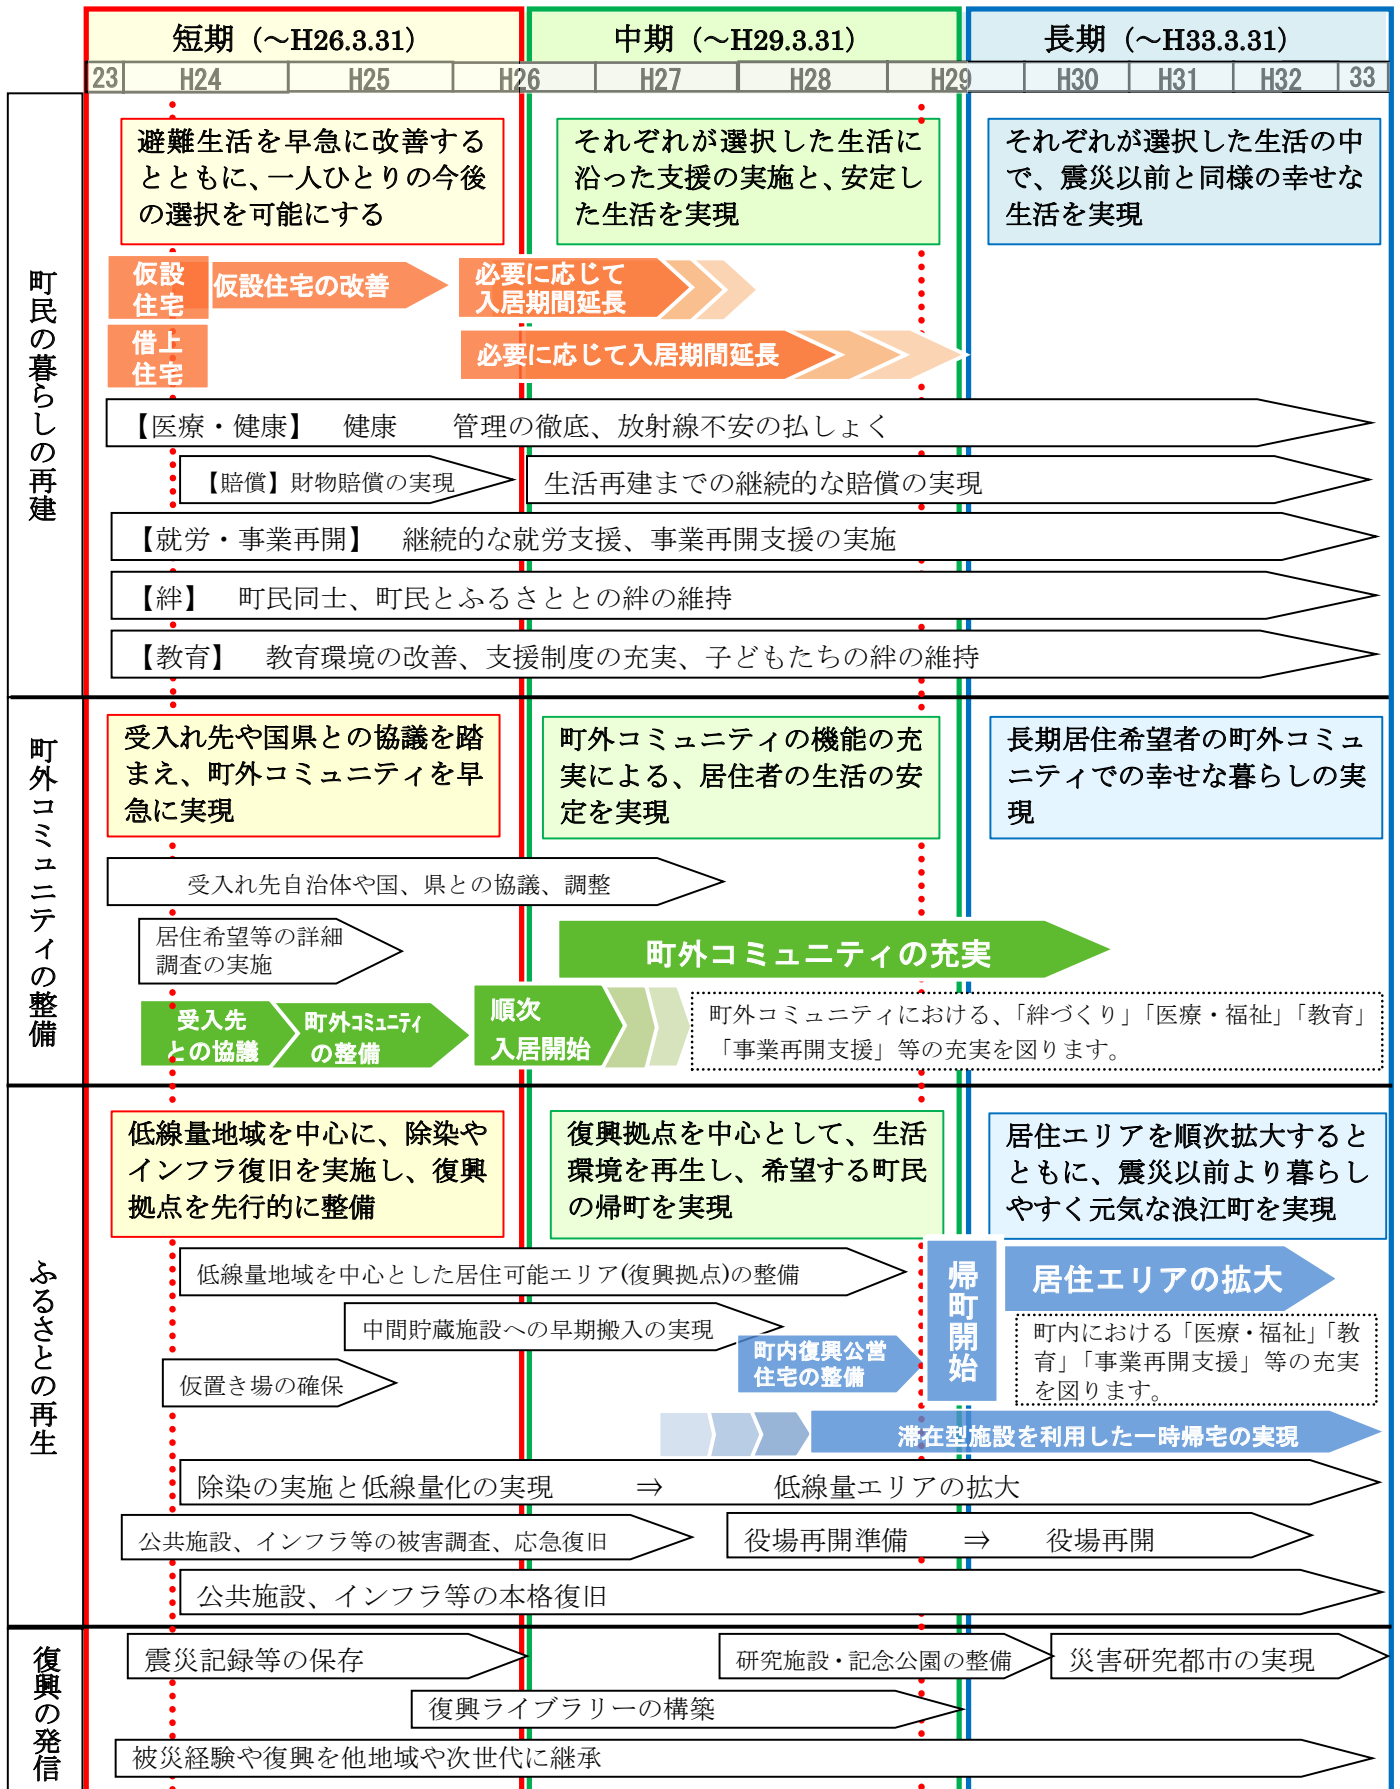 短期（～H26.3.31）
中期（～H29.3.31）
長期（～H33.3.31）
23
H24
H25
H26
H27
H28
H29
H30
H31
H32
33
町民の暮らしの再建
避難生活を早急に改善する
とともに、一人ひとりの今後
の選択を可能にする
それぞれが選択した生活に
沿った支援の実施と、安定し
た生活を実現
それぞれが選択した生活の中
で、震災以前と同様の幸せな
生活を実現
仮設
住宅
仮設住宅の改善
必要に応じて
入居期間延長
借上
住宅
必要に応じて入居期間延長
【医療・健康】　健康　　管理の徹底、放射線不安の払しょく
【賠償】財物賠償の実現
生活再建までの継続的な賠償の実現
【就労・事業再開】　継続的な就労支援、事業再開支援の実施
【絆】　町民同士、町民とふるさととの絆の維持
【教育】　教育環境の改善、支援制度の充実、子どもたちの絆の維持
町外コミュニティの整備
受入れ先や国県との協議を踏
まえ、町外コミュニティを早
急に実現
町外コミュニティの機能の充
実による、居住者の生活の安
定を実現
長期居住希望者の町外コミュ
ニティでの幸せな暮らしの実
現
受入れ先自治体や国、県との協議、調整
居住希望等の詳細
調査の実施
町外コミュニティの充実
受入先
との協議
町外コミュニティ
の整備
順次
入居開始
町外コミュニティにおける、「絆づくり」「医療・福祉」「教育」
「事業再開支援」等の充実を図ります。
ふるさとの再生
低線量地域を中心に、除染や
インフラ復旧を実施し、復興
拠点を先行的に整備
復興拠点を中心として、生活
環境を再生し、希望する町民
の帰町を実現
居住エリアを順次拡大すると
ともに、震災以前より暮らし
やすく元気な浪江町を実現
低線量地域を中心とした居住可能エリア(復興拠点)の整備
帰町開始
居住エリアの拡大
中間貯蔵施設への早期搬入の実現
町内復興公営
住宅の整備
町内における「医療・福祉」「教
育」「事業再開支援」等の充実
を図ります。
仮置き場の確保
滞在型施設を利用した一時帰宅の実現
除染の実施と低線量化の実現　　⇒　　低線量エリアの拡大
公共施設、インフラ等の被害調査、応急復旧
役場再開準備　　⇒　　役場再開
公共施設、インフラ等の本格復旧
復興の発信
震災記録等の保存
研究施設・記念公園の整備
災害研究都市の実現
復興ライブラリーの構築
被災経験や復興を他地域や次世代に継承